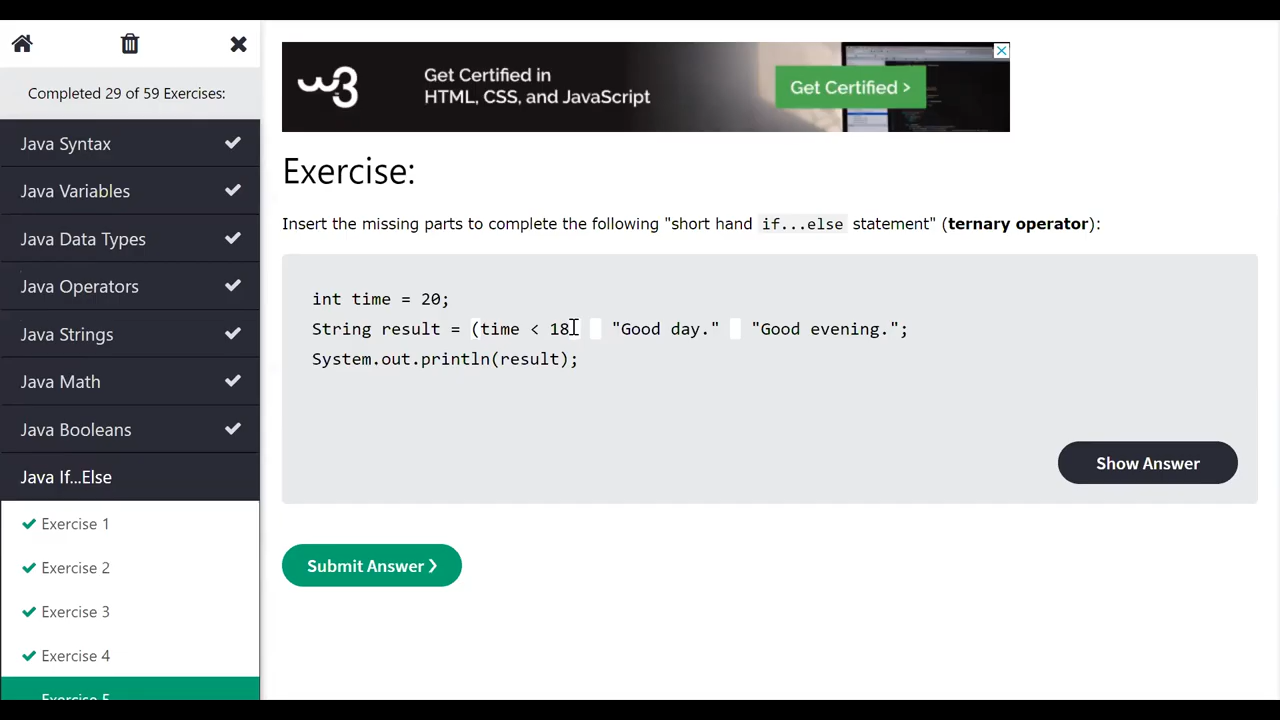 Completed 29 of 59 Exercises:
Java Syntax
Java Variables
Java Data Types
Java Operators
Java Strings
Java Math
Java Booleans
Java If...Else
Exercise 1
Exercise 2
Exercise 3
Exercise 4
Exercise 5
w3
Get Certified in
HTML, CSS, and JavaScript
Get Certified >
Exercise:
Insert the missing parts to complete the following "short hand if...else statement" (ternary operator):
int time = 20;
String result = (time < 18 "Good day." "Good evening.";
System.out.println(result);
Show Answer
Submit Answer ❯